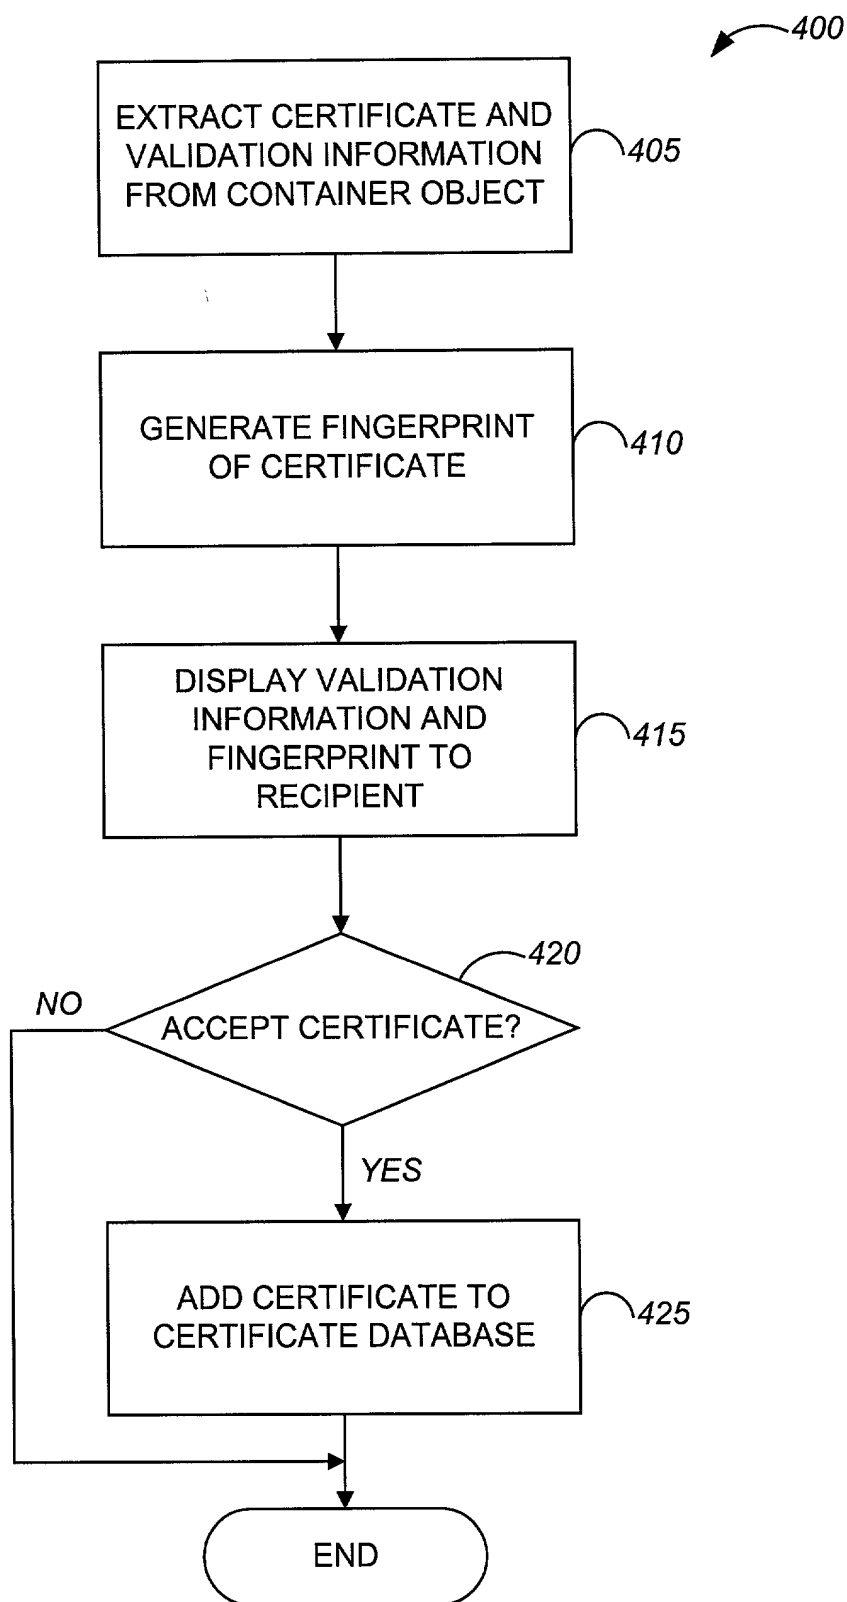 400
EXTRACT CERTIFICATE AND
VALIDATION INFORMATION
FROM CONTAINER OBJECT
405
GENERATE FINGERPRINT
OF CERTIFICATE
410
DISPLAY VALIDATION
INFORMATION AND
FINGERPRINT TO
RECIPIENT
415
420
NO
ACCEPT CERTIFICATE?
YES
ADD CERTIFICATE TO
CERTIFICATE DATABASE
425
END